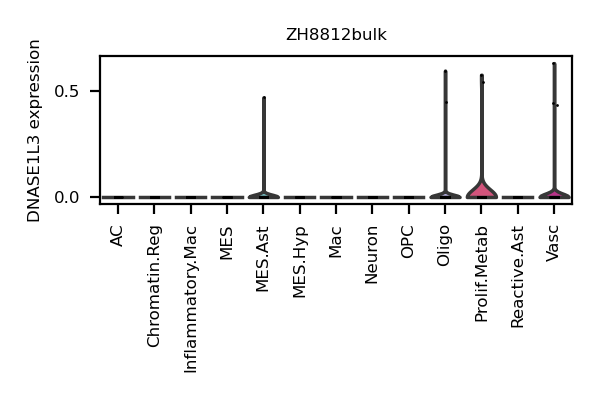 ZH8812bulk
DNASE1L3 expression
0.5
0.0
AC
Chromatin.Reg
Inflammatory.Mac
MES
MES.Ast
MES.Hyp
Mac
Neuron
OPC
Oligo
Prolif.Metab
Reactive.Ast
Vasc